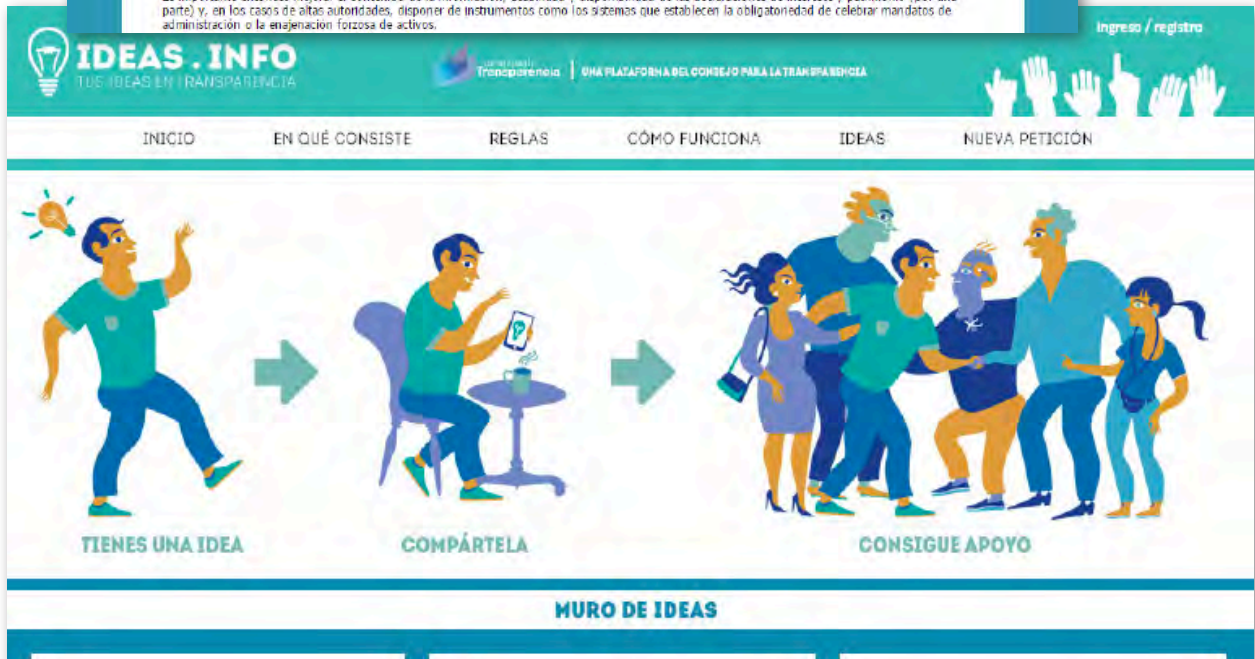 parte) y, en los casos de altas autoridades, disponer de instrumentos como los sistemas que establecen la obligatoriedad de celebrar mandatos de
administración o la enajenación forzosa de activos.
ingreso / registro
IDEAS.INFO
TUS IDEAS EN TRANSPARENCIA
Transparencia | UNA PLATAFORMA DEL CONSEJO PARA LA TRANSPARENCIA
INICIO EN QUÉ CONSISTE REGLAS CÓMO FUNCIONA IDEAS NUEVA PETICIÓN
TIENES UNA IDEA COMPÁRTELA CONSIGUE APOYO
MURO DE IDEAS